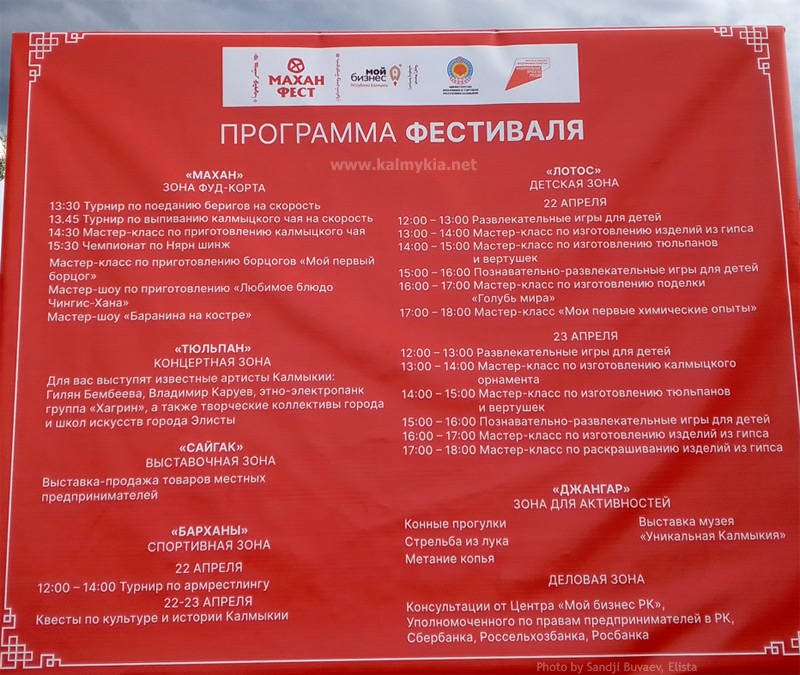 МАХАН
ФЕСТ
МОЙ
БИЗНЕС
Республика Калмыкия
ПРОГРАММА ФЕСТИВАЛЯ
www.kalmykia.net
«МАХАН»
ЗОНА ФУД-КОРТА
13:30 Турнир по поеданию беригов на скорость
13.45 Турнир по выпиванию калмыцкого чая на скорость
14:30 Мастер-класс по приготовлению калмыцкого чая
15:30 Чемпионат по Нярн шинж
Мастер-класс по приготовлению борцогов «Мой первый
борцог»
Мастер-шоу по приготовлению «Любимое блюдо
Чингис-Хана»
Мастер-шоу «Баранина на костре»
«ТЮЛЬПАН»
КОНЦЕРТНАЯ ЗОНА
Для вас выступят известные артисты Калмыкии:
Гилян Бембеева, Владимир Каруев, этно-электропанк
группа «Хагрин», а также творческие коллективы города
и школ искусств города Элисты
«САЙГАК»
ВЫСТАВОЧНАЯ ЗОНА
Выставка-продажа товаров местных
предпринимателей
«БАРХАНЫ»
СПОРТИВНАЯ ЗОНА
22 АПРЕЛЯ
12:00 – 14:00 Турнир по армрестлингу
22-23 АПРЕЛЯ
Квесты по культуре и истории Калмыкии
«ЛОТОС»
ДЕТСКАЯ ЗОНА
22 АПРЕЛЯ
12:00 – 13:00 Развлекательные игры для детей
13:00 – 14:00 Мастер-класс по изготовлению изделий из гипса
14:00 – 15:00 Мастер-класс по изготовлению тюльпанов
и вертушек
15:00 – 16:00 Познавательно-развлекательные игры для детей
16:00 – 17:00 Мастер-класс по изготовлению поделки
«Голубь мира»
17:00 – 18:00 Мастер-класс «Мои первые химические опыты»
23 АПРЕЛЯ
12:00 – 13:00 Развлекательные игры для детей
13:00 – 14:00 Мастер-класс по изготовлению калмыцкого
орнамента
14:00 – 15:00 Мастер-класс по изготовлению тюльпанов
и вертушек
15:00 – 16:00 Познавательно-развлекательные игры для детей
16:00 – 17:00 Мастер-класс по изготовлению изделий из гипса
17:00 – 18:00 Мастер-класс по раскрашиванию изделий из гипса
«ДЖАНГАР»
ЗОНА ДЛЯ АКТИВНОСТЕЙ
Конные прогулки
Стрельба из лука
Метание копья
Выставка музея
«Уникальная Калмыкия»
ДЕЛОВАЯ ЗОНА
Консультации от Центра «Мой бизнес РК»,
Уполномоченного по правам предпринимателей в РК,
Сбербанка, Россельхозбанка, Росбанка
Photo by Sandji Buvaev, Elista